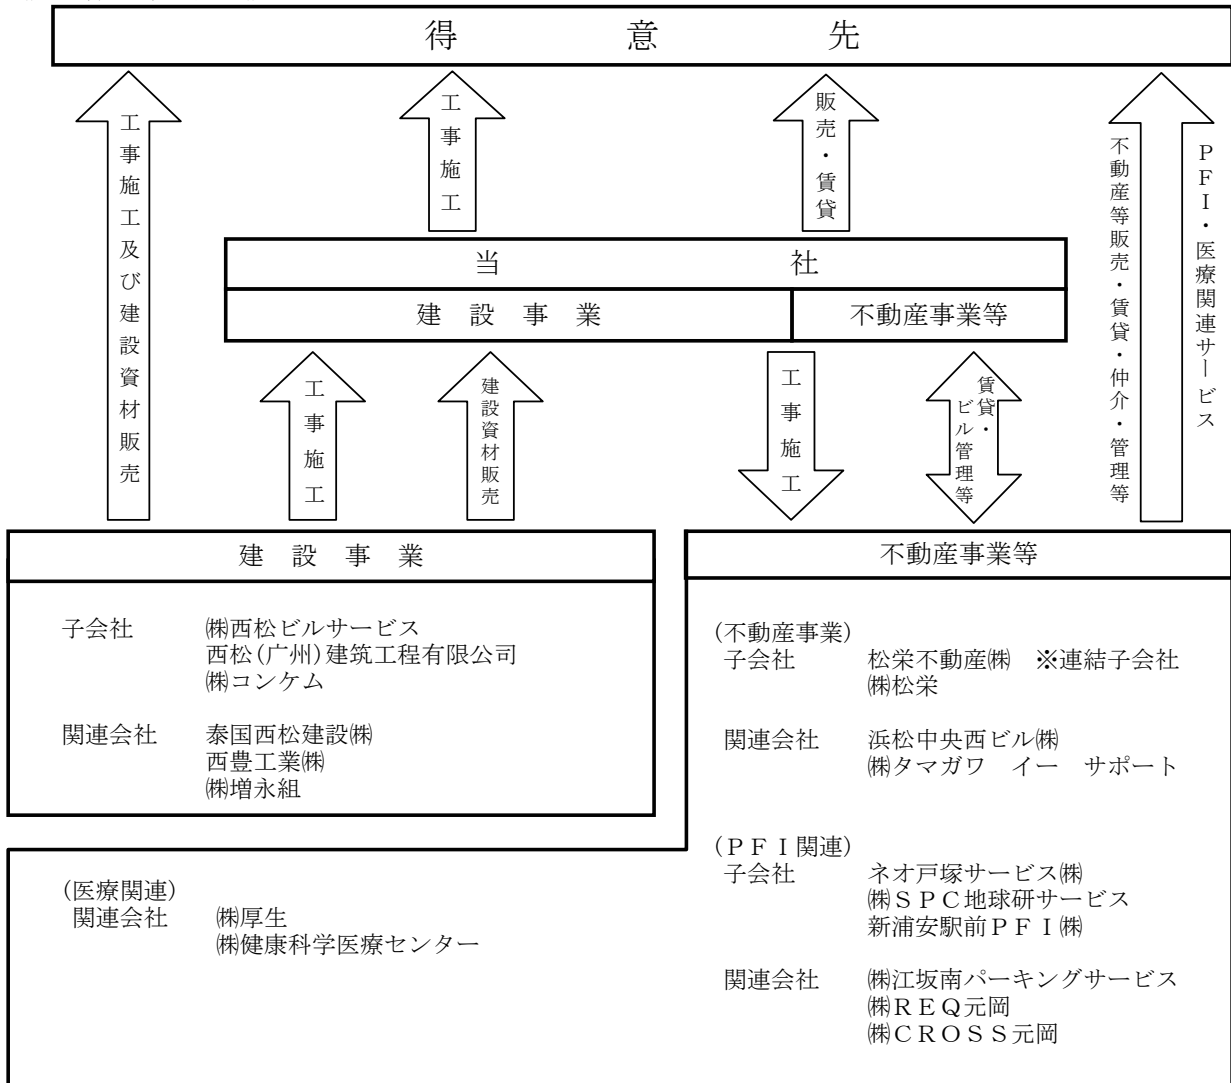 得意先
工事施工及び建設資材販売
工事施工
販売・賃貸
不動産等販売・賃貸・仲介・管理等
ＰＦＩ・医療関連サービス
当社
建設事業
不動産事業等
工事施工
建設資材販売
工事施工
賃貸・
ビル管理等
建設事業
子会社 ㈱西松ビルサービス
西松(广州)建筑工程有限公司
㈱コンケム
関連会社 泰国西松建設㈱
西豊工業㈱
㈱増永組
不動産事業等
(不動産事業)
子会社 松栄不動産㈱ ※連結子会社
㈱松栄
関連会社 浜松中央西ビル㈱
㈱タマガワ イー サポート
(ＰＦＩ関連)
子会社 ネオ戸塚サービス㈱
㈱ＳＰＣ地球研サービス
新浦安駅前ＰＦＩ㈱
関連会社 ㈱江坂南パーキングサービス
㈱ＲＥＱ元岡
㈱ＣＲＯＳＳ元岡
(医療関連)
関連会社 ㈱厚生
㈱健康科学医療センター